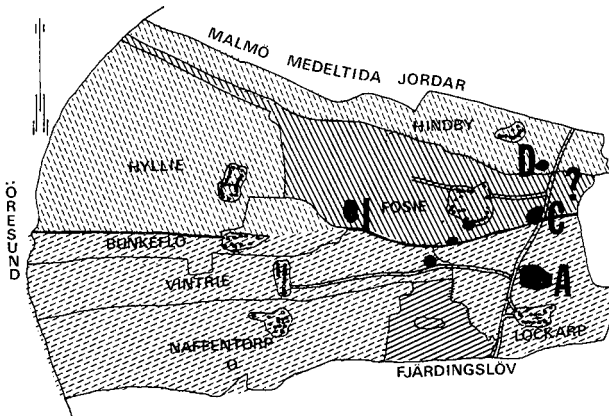 MALMÖ MEDELTIDA JORDAR
HINDBY
D
HYLLIE
?
I
FOSIE
C
ÖRESUND
BUNKEFLO
VINTRIE
A
NAFFENTORP
LOCKARP
FJÄRDINGSLÖV